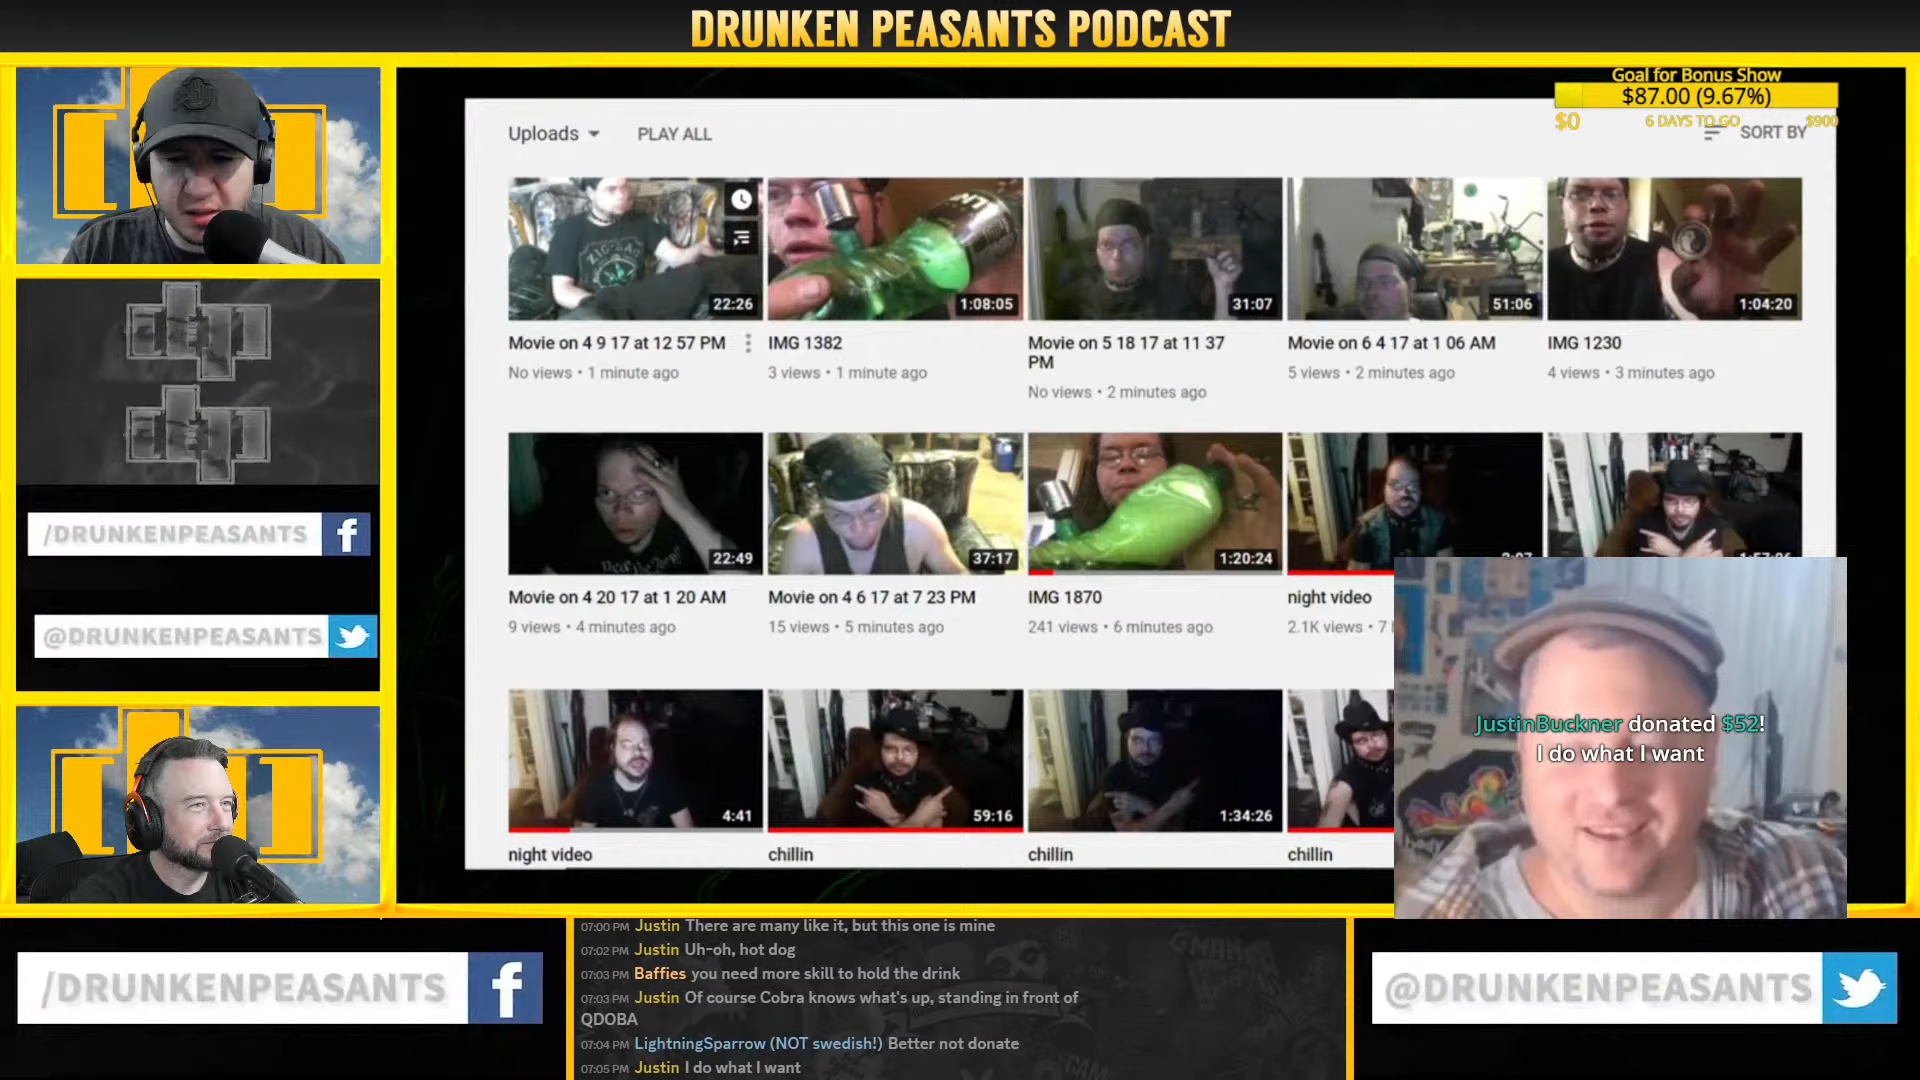 DRUNKEN PEASANTS PODCAST
Goal for Bonus Show
$87.00 (9.67%)
$0
6 DAYS TO GO
$900
Uploads
PLAY ALL
SORT BY
22:26
1:08:05
31:07
51:06
1:04:20
Movie on 4 9 17 at 12 57 PM
No views • 1 minute ago
IMG 1382
3 views • 1 minute ago
Movie on 5 18 17 at 11 37
PM
No views • 2 minutes ago
Movie on 6 4 17 at 1 06 AM
5 views • 2 minutes ago
IMG 1230
4 views • 3 minutes ago
22:49
37:17
1:20:24
Movie on 4 20 17 at 1 20 AM
9 views • 4 minutes ago
Movie on 4 6 17 at 7 23 PM
15 views • 5 minutes ago
IMG 1870
241 views • 6 minutes ago
night video
2.1K views • 7
4:41
59:16
1:34:26
night video
chillin
chillin
chillin
/DRUNKENPEASANTS
@DRUNKENPEASANTS
JustinBuckner donated $52!
I do what I want
07:00 PM Justin There are many like it, but this one is mine
07:02 PM Justin Uh-oh, hot dog
07:03 PM Baffies you need more skill to hold the drink
07:03 PM Justin Of course Cobra knows what's up, standing in front of
QDOBA
07:04 PM LightningSparrow (NOT swedish!) Better not donate
07:05 PM Justin I do what I want
/DRUNKENPEASANTS
@DRUNKENPEASANTS